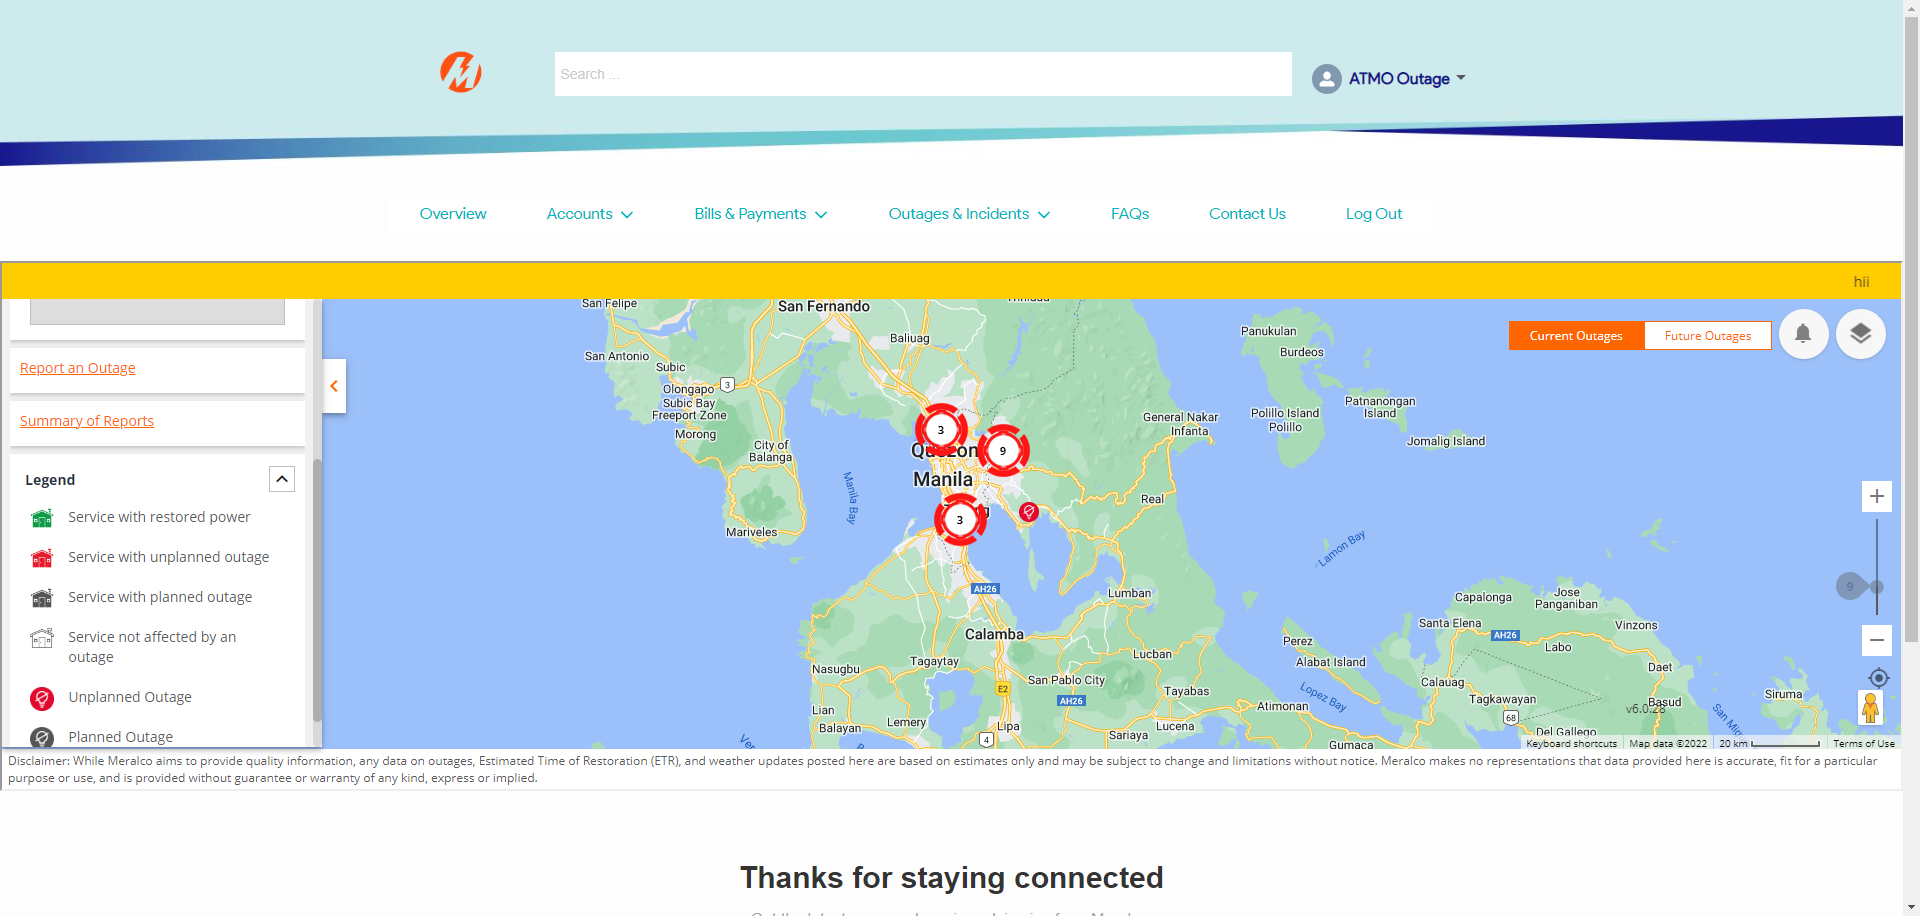 Search ...
ATMO Outage
Overview
Accounts
Bills & Payments
Outages & Incidents
FAQs
Contact Us
Log Out
hii
Report an Outage
Summary of Reports
Legend
Service with restored power
Service with unplanned outage
Service with planned outage
Service not affected by an
outage
Unplanned Outage
Planned Outage
Current Outages
Future Outages
San Felipe
San Fernando
San Antonio
Subic
Baliuag
Olongapo
3
Subic Bay
Freeport Zone
Morong
City of
Balanga
Mariveles
Manila Bay
3
9
Manila
3
AH26
Panukulan
Burdeos
General Nakar
Infanta
Polillo Island
Polillo
Patnanongan
Island
Jomalig Island
Real
Lamon Bay
Lumban
Calamba
Capalonga
Jose
Panganiban
Santa Elena
AH26
Vinzons
Labo
Perez
Alabat Island
Lucban
Tagaytay
Nasugbu
San Pablo City
E2
AH26
Tayabas
Calauag
Daet
Lopez Bay
Tagkawayan
Basud
Siruma
Lian
Balayan
Lemery
Lipa
4
Lucena
Sariaya
Atimonan
Gumaca
68
Del Gallego
v6.0.28
9
Keyboard shortcuts
Map data ©2022
20 km
Terms of Use
Disclaimer: While Meralco aims to provide quality information, any data on outages, Estimated Time of Restoration (ETR), and weather updates posted here are based on estimates only and may be subject to change and limitations without notice. Meralco makes no representations that data provided here is accurate, fit for a particular
purpose or use, and is provided without guarantee or warranty of any kind, express or implied.
Thanks for staying connected